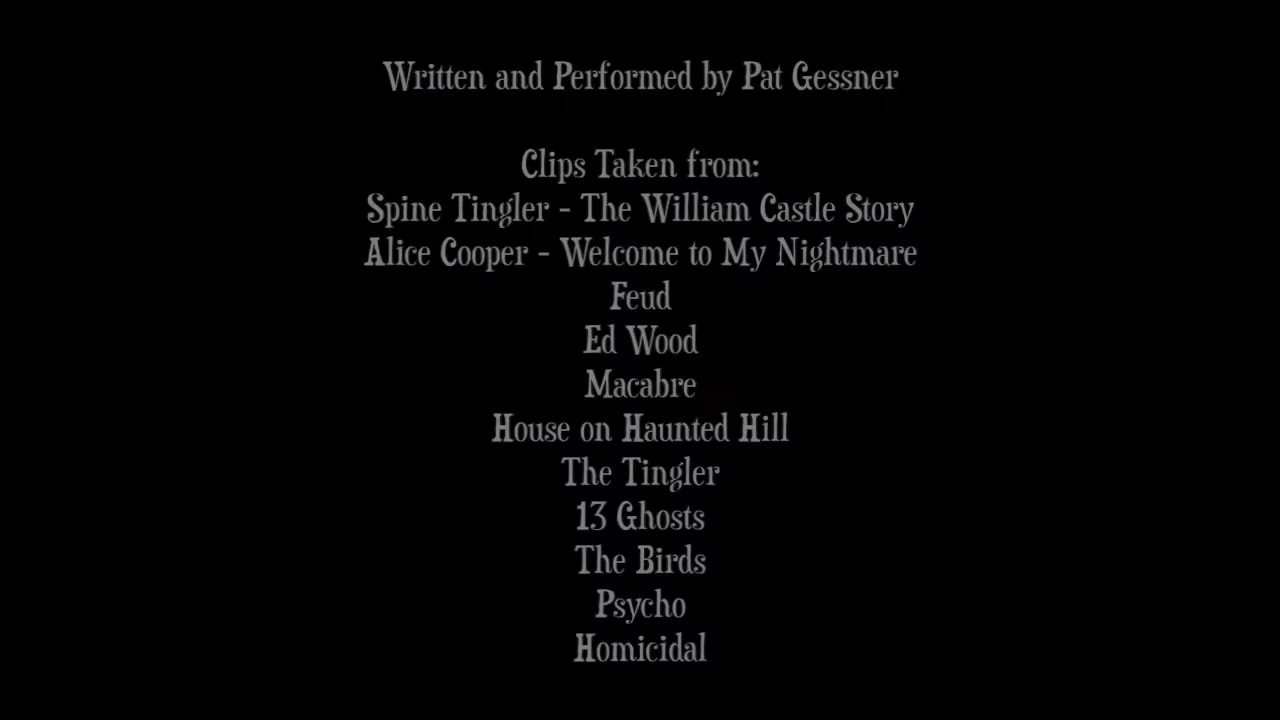 Written and Performed by Pat Gessner
Clips Taken from:
Spine Tingler - The William Castle Story
Alice Cooper - Welcome to My Nightmare
Feud
Ed Wood
Macabre
House on Haunted Hill
The Tingler
13 Ghosts
The Birds
Psycho
Homicidal